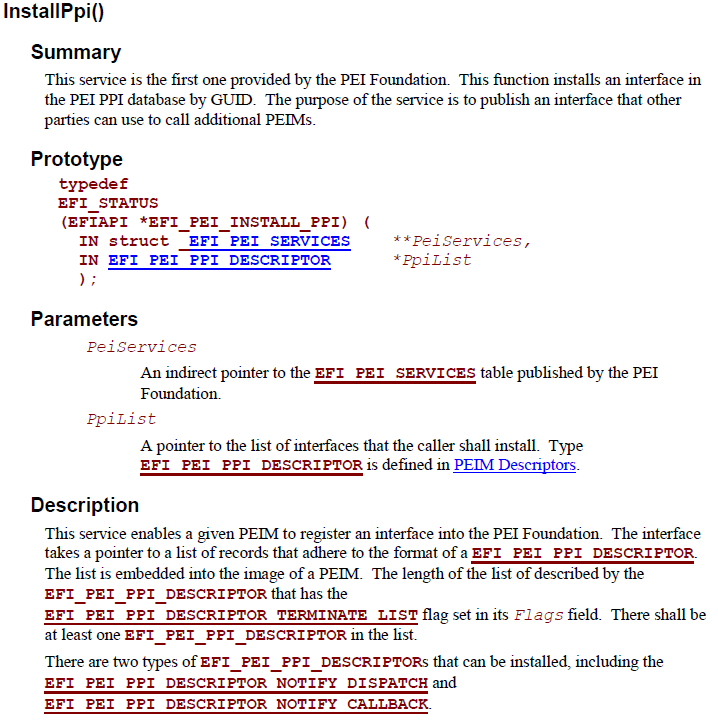 InstallPpi()
Summary
This service is the first one provided by the PEI Foundation. This function installs an interface in
the PEI PPI database by GUID. The purpose of the service is to publish an interface that other
parties can use to call additional PEIMs.
Prototype
typedef
EFI_STATUS
(EFIAPI *EFI_PEI_INSTALL_PPI) (
IN struct _EFI_PEI_SERVICES **PeiServices,
IN EFI_PEI_PPI_DESCRIPTOR *PpiList
);
Parameters
PeiServices
An indirect pointer to the EFI_PEI_SERVICES table published by the PEI
Foundation.
PpiList
A pointer to the list of interfaces that the caller shall install. Type
EFI_PEI_PPI_DESCRIPTOR is defined in PEIM Descriptors.
Description
This service enables a given PEIM to register an interface into the PEI Foundation. The interface
takes a pointer to a list of records that adhere to the format of a EFI_PEI_PPI_DESCRIPTOR.
The list is embedded into the image of a PEIM. The length of the list of described by the
EFI_PEI_PPI_DESCRIPTOR that has the
EFI_PEI_PPI_DESCRIPTOR_TERMINATE_LIST flag set in its Flags field. There shall be
at least one EFI_PEI_PPI_DESCRIPTOR in the list.
There are two types of EFI_PEI_PPI_DESCRIPTORs that can be installed, including the
EFI_PEI_PPI_DESCRIPTOR_NOTIFY_DISPATCH and
EFI_PEI_PPI_DESCRIPTOR_NOTIFY_CALLBACK.